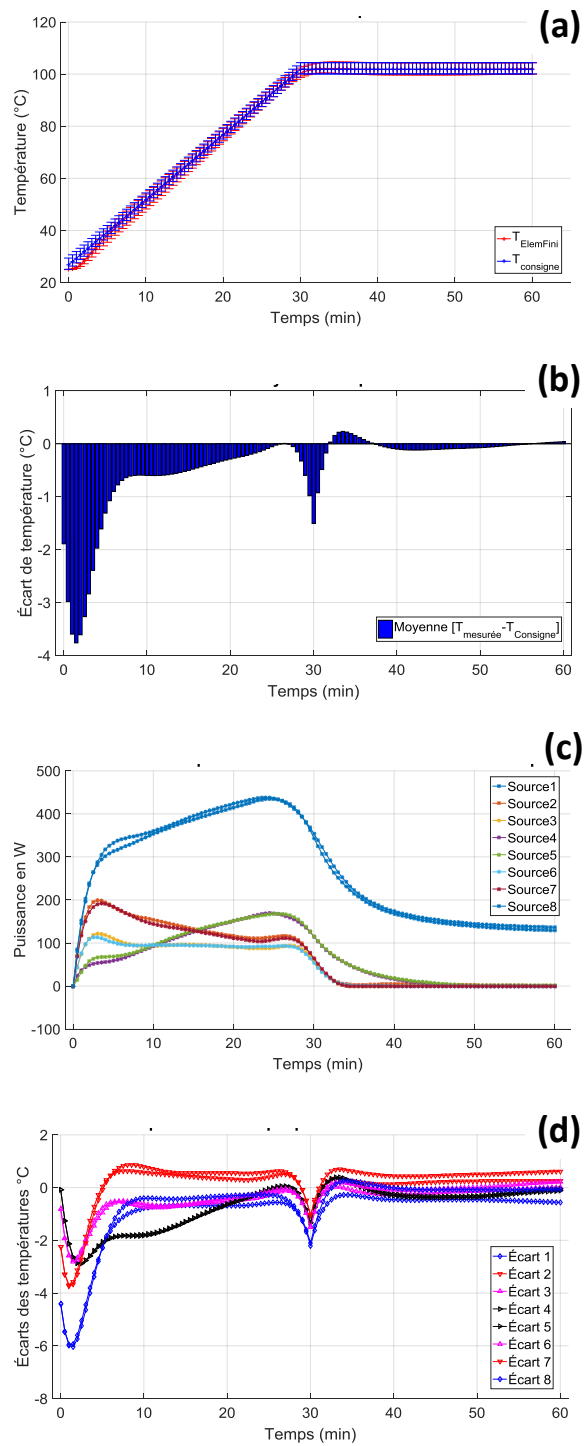 (a)
120
100
80
60
40
20
Température (°C)
T_ElemFini
T_consigne
0 10 20 30 40 50 60
Temps (min)
(b)
1
0
-1
-2
-3
-4
Écart de température (°C)
Moyenne [T_mesurée-T_Consigne]
0 10 20 30 40 50 60
Temps (min)
(c)
500
400
300
200
100
0
-100
Puissance en W
Source1
Source2
Source3
Source4
Source5
Source6
Source7
Source8
0 10 20 30 40 50 60
Temps (min)
(d)
2
0
-2
-4
-6
-8
Écarts des températures °C
Écart 1
Écart 2
Écart 3
Écart 4
Écart 5
Écart 6
Écart 7
Écart 8
0 10 20 30 40 50 60
Temps (min)